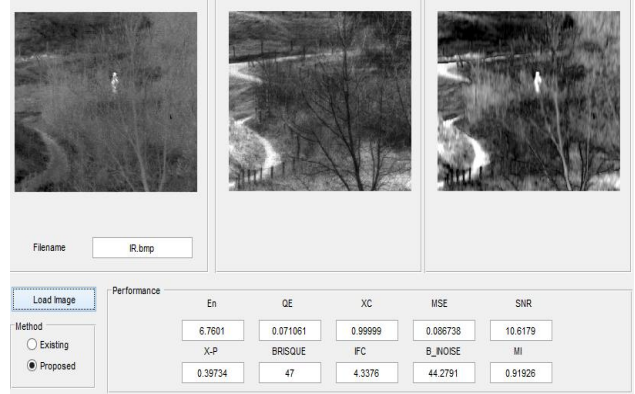 Filename IR.bmp
Load Image
Method
Existing
Proposed
Performance
En QE XC MSE SNR
6.7601 0.071061 0.99999 0.086738 10.6179
X-P BRISQUE IFC B_INOISE MI
0.39734 47 4.3376 44.2791 0.91926